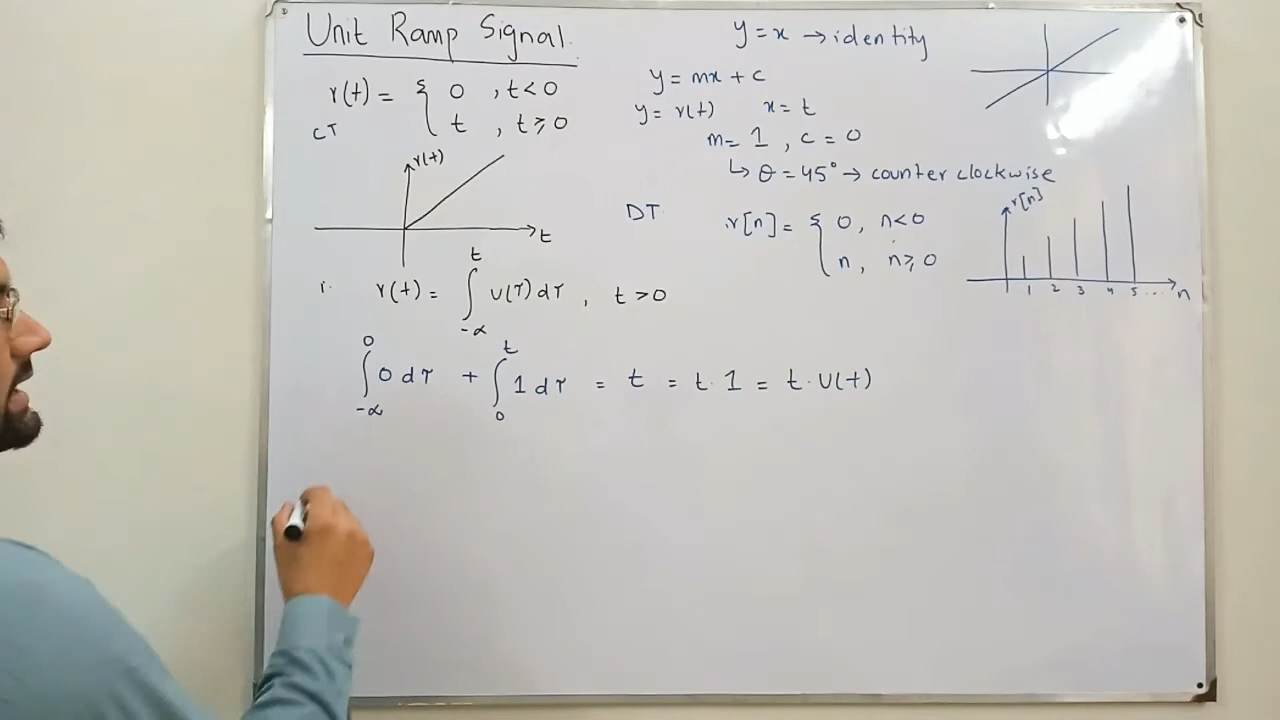 Unit Ramp Signal.
r(t) = { 0 , t < 0
t , t ≥ 0
CT
r(t)
t
y = x → identity
y = mx + c
y = r(t) x = t
m = 1 , c = 0
↳ θ = 45° → counter clockwise
DT
r[n] = { 0 , n < 0
n , n ≥ 0
r[n]
1 2 3 4 5 ... n
1. r(t) = ∫_{-∝}^{t} u(τ) dτ , t > 0
∫_{-∝}^{0} 0 dτ + ∫_{0}^{t} 1 dτ = t = t . 1 = t . u(t)